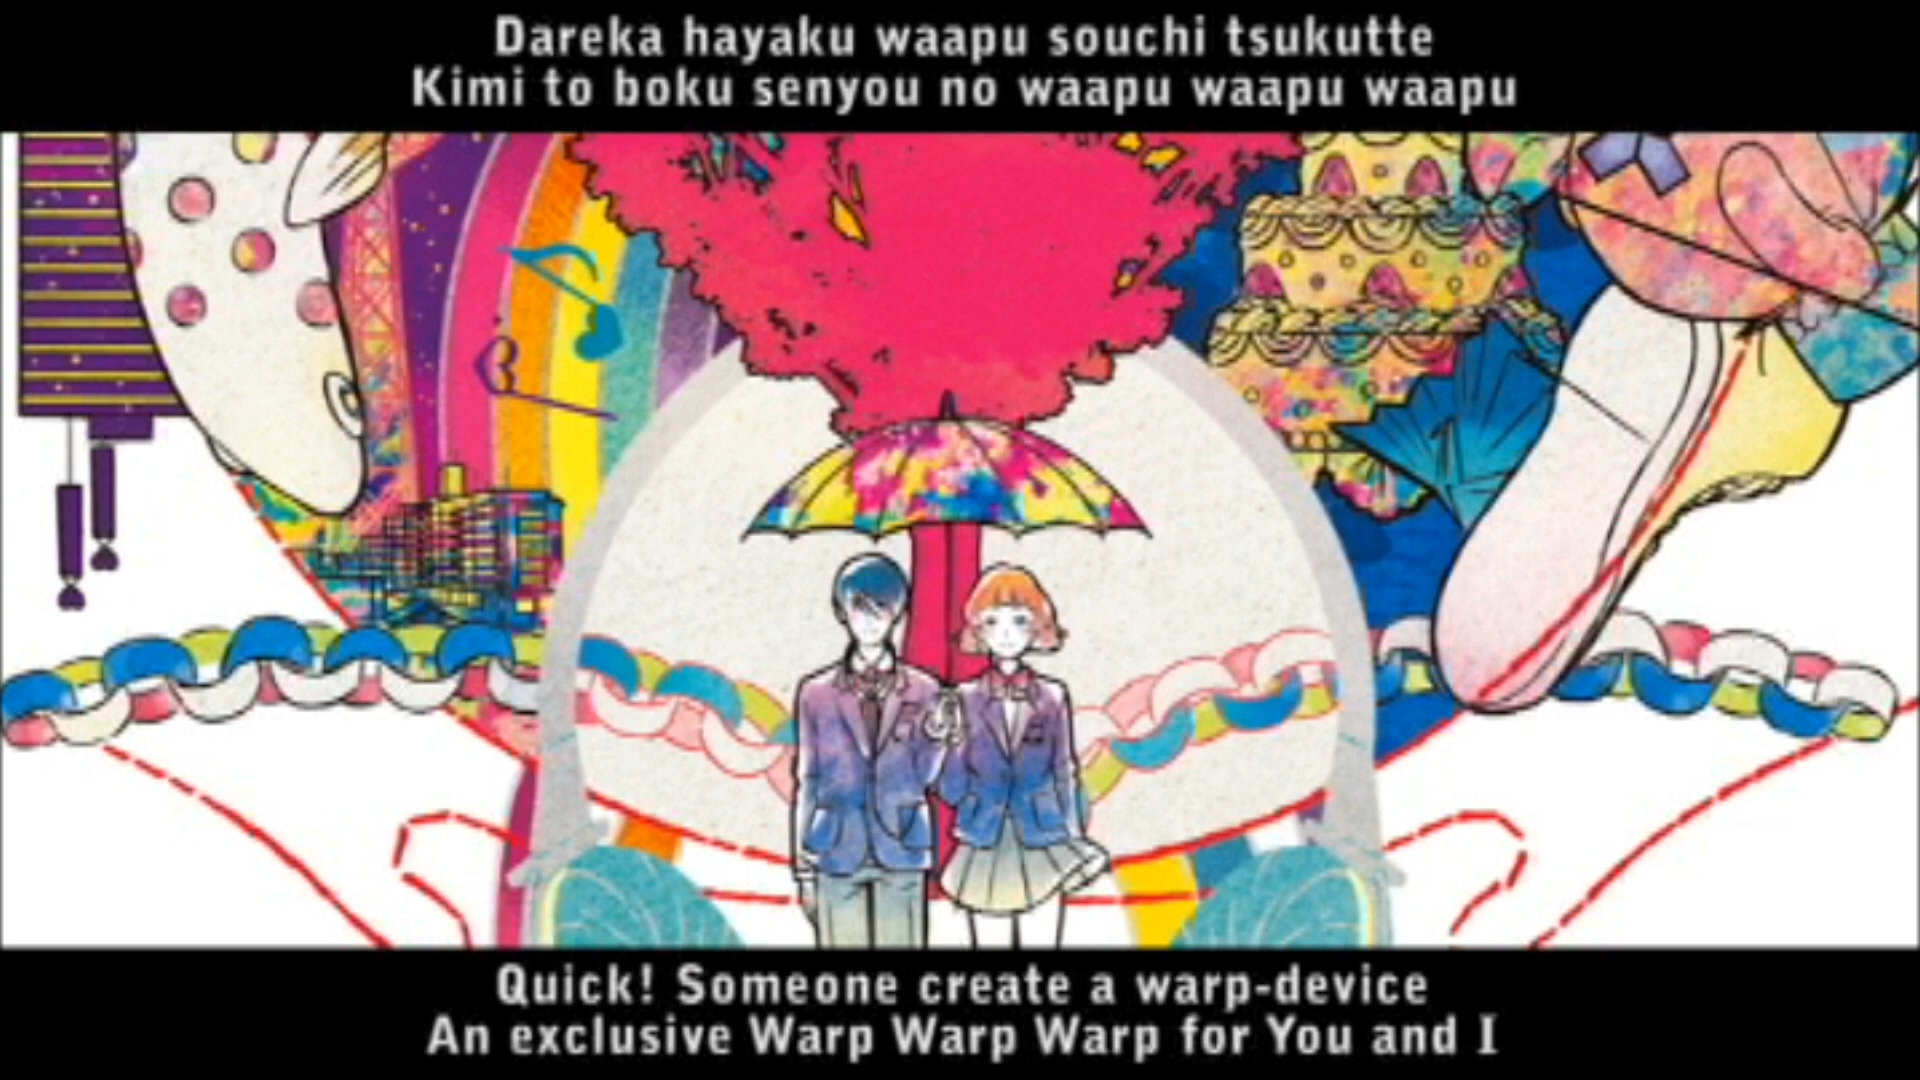 Dareka hayaku waapu souchi tsukutte
Kimi to boku senyou no waapu waapu waapu
Quick! Someone create a warp-device
An exclusive Warp Warp Warp for You and I